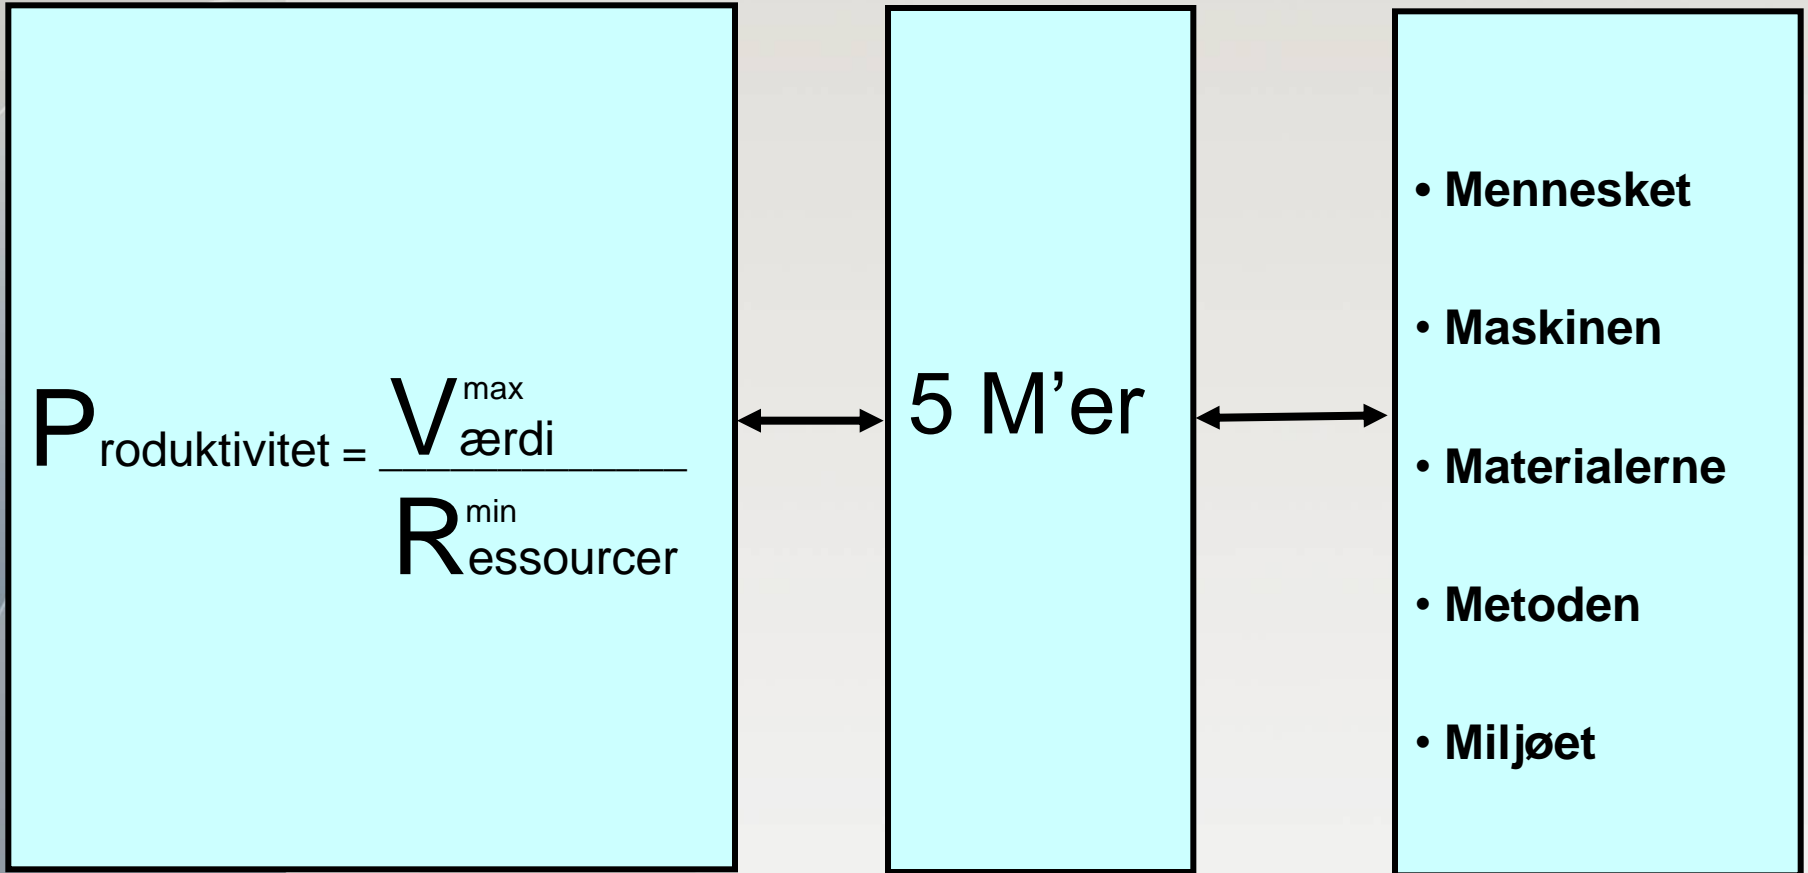 Produktivitet = Værdi max
Ressourcer min
5 M’er
• Mennesket
• Maskinen
• Materialerne
• Metoden
• Miljøet